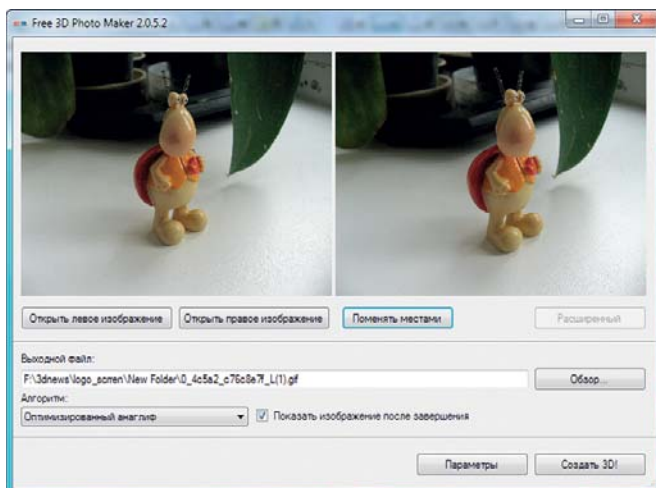 Free 3D Photo Maker 2.0.5.2
Открыть левое изображение
Открыть правое изображение
Поменять местами
Расширенный
Выходной файл:
F:\3dnews\logo_sorren\New Folder\0_4c5a2_c76c8e7f_L(1).gif
Обзор...
Алгоритм:
Оптимизированный анаглиф
Показать изображение после завершения
Параметры
Создать 3D!